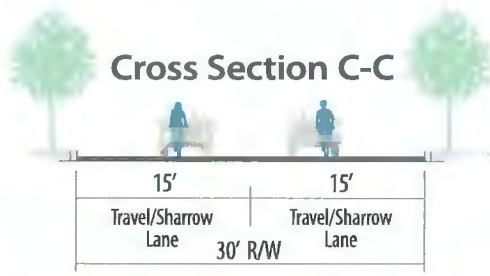 Cross Section C-C
15' 15'
Travel/Sharrow Lane
Travel/Sharrow Lane
30' R/W